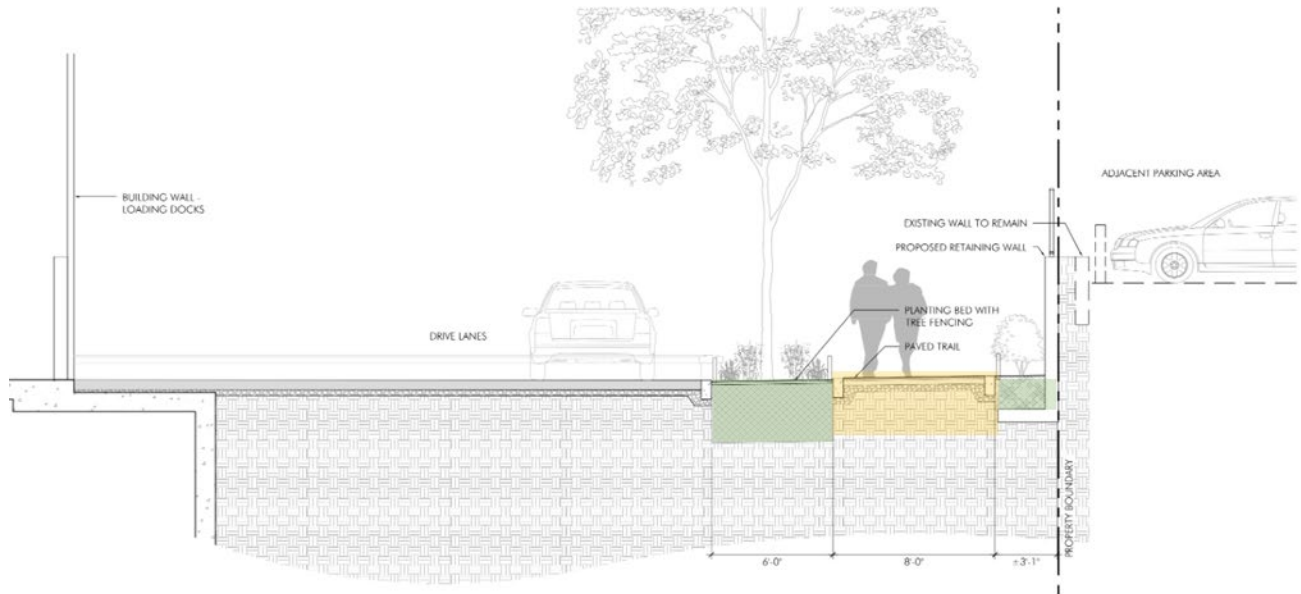 ADJACENT PARKING AREA
BUILDING WALL -
LOADING DOCKS
EXISTING WALL TO REMAIN
PROPOSED RETAINING WALL
PLANTING BED WITH
TREE FENCING
DRIVE LANES
PAVED TRAIL
PROPERTY BOUNDARY
6'-0"
8'-0"
±3'-1"